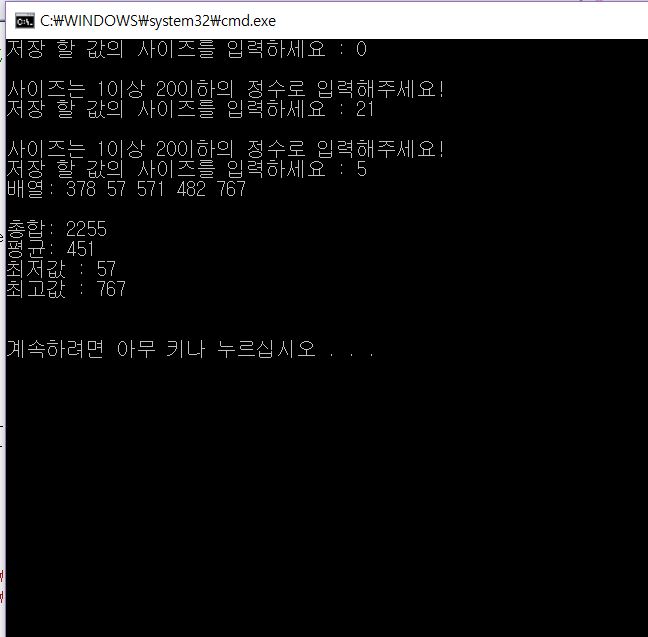 C:\WINDOWS\system32\cmd.exe
저장 할 값의 사이즈를 입력하세요 : 0
사이즈는 1이상 20이하의 정수로 입력해주세요!
저장 할 값의 사이즈를 입력하세요 : 21
사이즈는 1이상 20이하의 정수로 입력해주세요!
저장 할 값의 사이즈를 입력하세요 : 5
배열: 378 57 571 482 767
총합: 2255
평균: 451
최저값 : 57
최고값 : 767
계속하려면 아무 키나 누르십시오 . . .